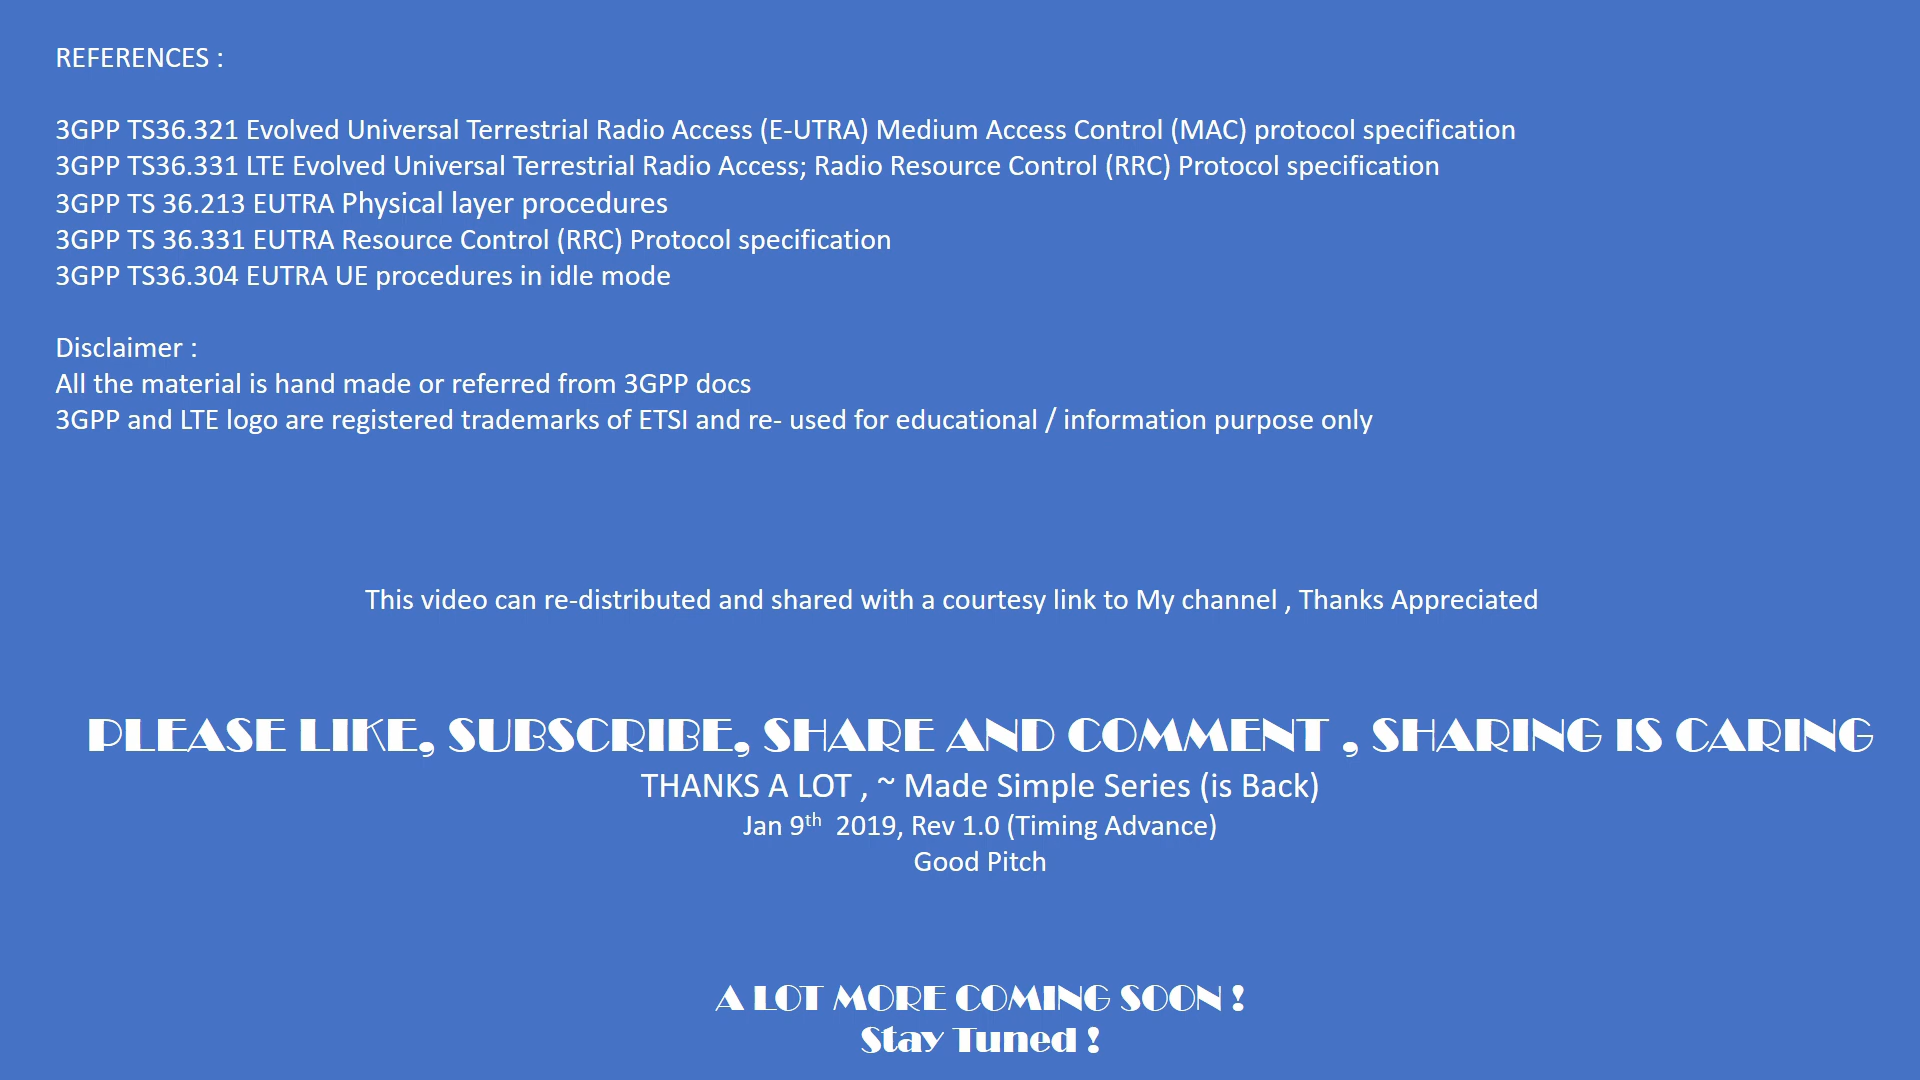 REFERENCES :
3GPP TS36.321 Evolved Universal Terrestrial Radio Access (E-UTRA) Medium Access Control (MAC) protocol specification
3GPP TS36.331 LTE Evolved Universal Terrestrial Radio Access; Radio Resource Control (RRC) Protocol specification
3GPP TS 36.213 EUTRA Physical layer procedures
3GPP TS 36.331 EUTRA Resource Control (RRC) Protocol specification
3GPP TS36.304 EUTRA UE procedures in idle mode
Disclaimer :
All the material is hand made or referred from 3GPP docs
3GPP and LTE logo are registered trademarks of ETSI and re- used for educational / information purpose only
This video can re-distributed and shared with a courtesy link to My channel , Thanks Appreciated
PLEASE LIKE, SUBSCRIBE, SHARE AND COMMENT , SHARING IS CARING
THANKS A LOT , ~ Made Simple Series (is Back)
Jan 9th 2019, Rev 1.0 (Timing Advance)
Good Pitch
A LOT MORE COMING SOON !
Stay Tuned !